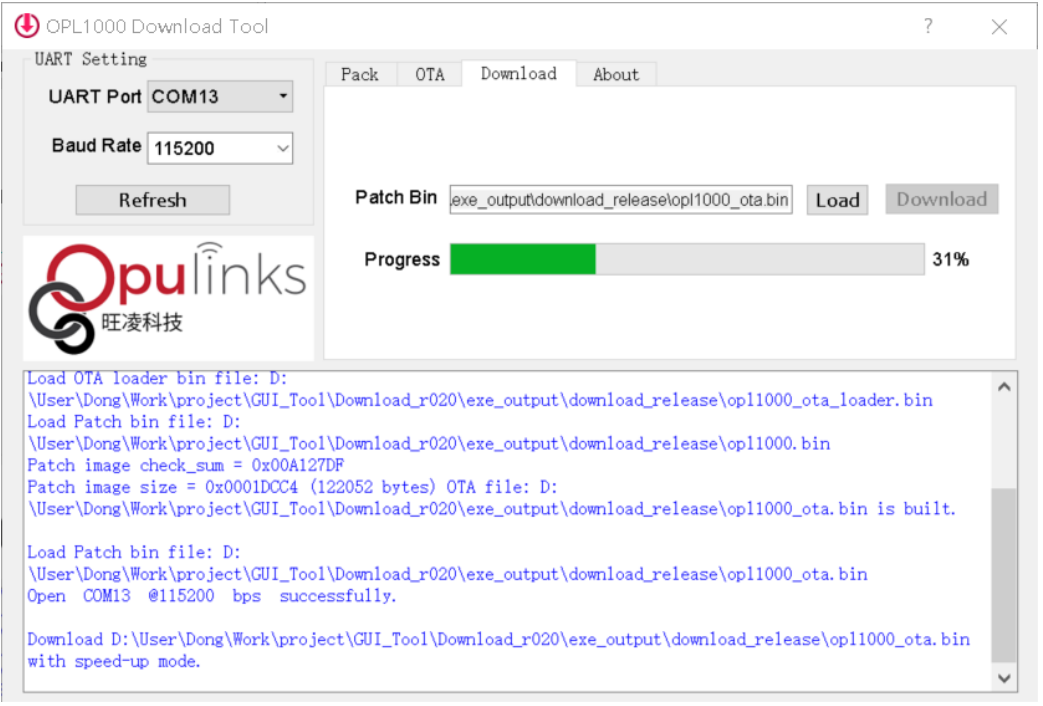 OPL1000 Download Tool
?
UART Setting
UART Port COM13
Baud Rate 115200
Refresh
Pack OTA Download About
Patch Bin .exe_output\download_release\opl1000_ota.bin Load Download
Progress 31%
Opulinks
旺凌科技
Load OTA loader bin file: D:
\User\Dong\Work\project\GUI_Tool\Download_r020\exe_output\download_release\opl1000_ota_loader.bin
Load Patch bin file: D:
\User\Dong\Work\project\GUI_Tool\Download_r020\exe_output\download_release\opl1000.bin
Patch image check_sum = 0x00A127DF
Patch image size = 0x0001DCC4 (122052 bytes) OTA file: D:
\User\Dong\Work\project\GUI_Tool\Download_r020\exe_output\download_release\opl1000_ota.bin is built.
Load Patch bin file: D:
\User\Dong\Work\project\GUI_Tool\Download_r020\exe_output\download_release\opl1000_ota.bin
Open COM13 @115200 bps successfully.
Download D:\User\Dong\Work\project\GUI_Tool\Download_r020\exe_output\download_release\opl1000_ota.bin
with speed-up mode.